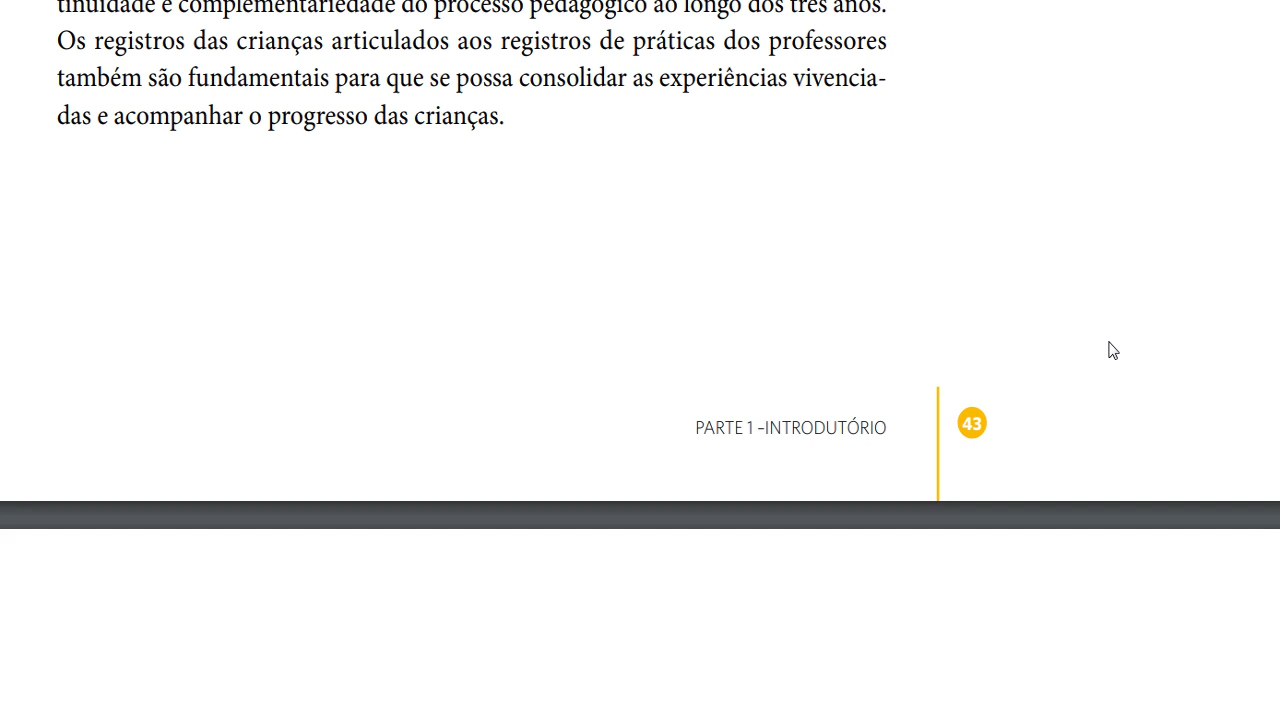 tinuidade e complementariedade do processo pedagógico ao longo dos três anos.
Os registros das crianças articulados aos registros de práticas dos professores
também são fundamentais para que se possa consolidar as experiências vivencia-
das e acompanhar o progresso das crianças.
PARTE 1 –INTRODUTÓRIO
43